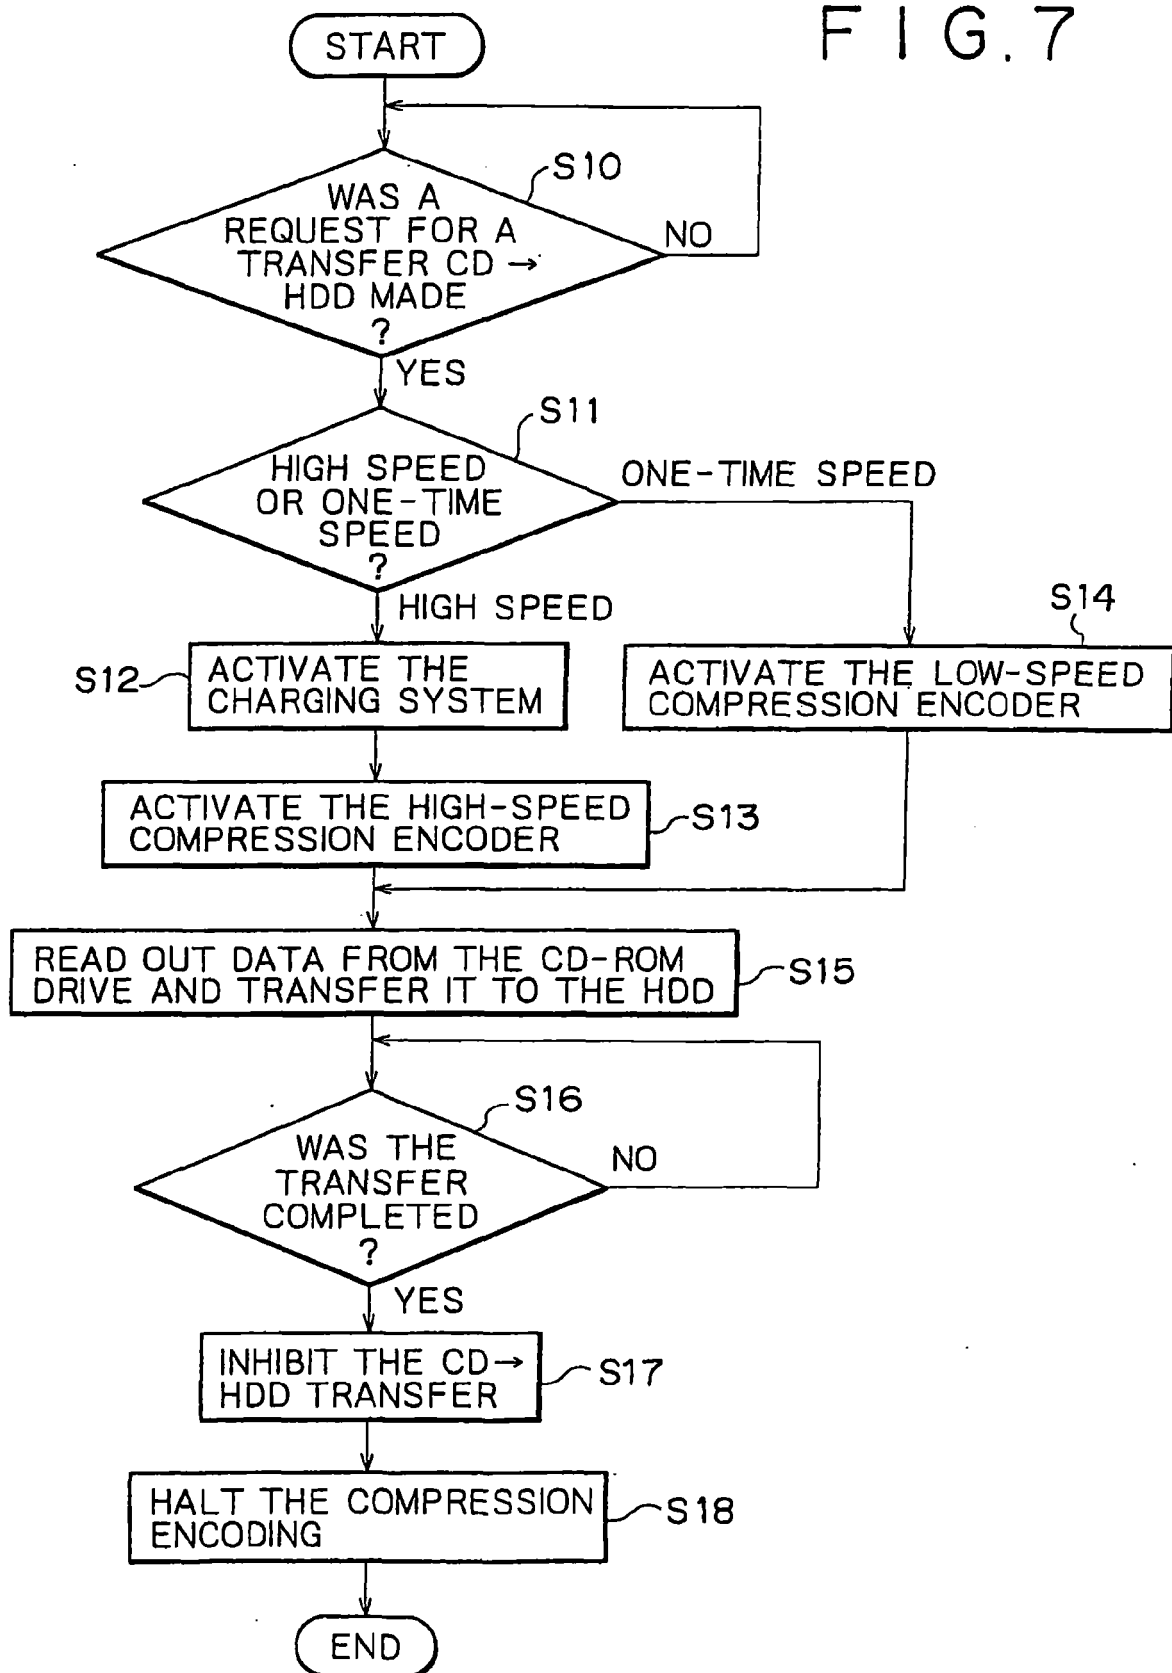 FIG.7
START
S10
WAS A
REQUEST FOR A
TRANSFER CD →
HDD MADE
?
NO
YES
S11
HIGH SPEED
OR ONE-TIME
SPEED
?
ONE-TIME SPEED
HIGH SPEED
S14
S12
ACTIVATE THE
CHARGING SYSTEM
ACTIVATE THE LOW-SPEED
COMPRESSION ENCODER
ACTIVATE THE HIGH-SPEED
COMPRESSION ENCODER
S13
READ OUT DATA FROM THE CD-ROM
DRIVE AND TRANSFER IT TO THE HDD
S15
S16
WAS THE
TRANSFER
COMPLETED
?
NO
YES
INHIBIT THE CD→
HDD TRANSFER
S17
HALT THE COMPRESSION
ENCODING
S18
END